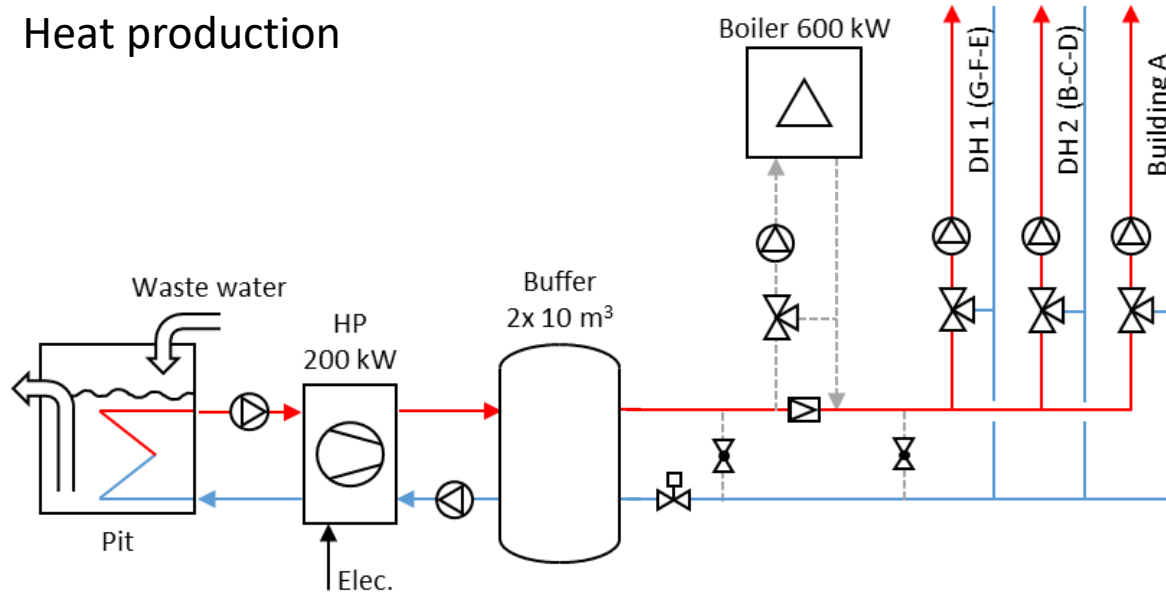 Heat production
Boiler 600 kW
DH 1 (G-F-E)
DH 2 (B-C-D)
Building A
Waste water
HP
200 kW
Buffer
2x 10 m³
Pit
Elec.